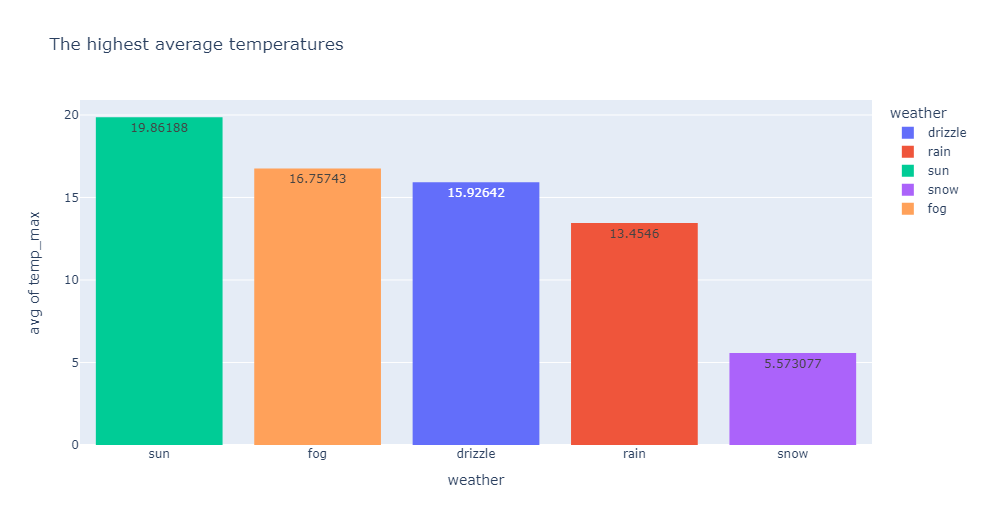 The highest average temperatures
avg of temp_max
20
15
10
5
0
19.86188
16.75743
15.92642
13.4546
5.573077
sun
fog
drizzle
rain
snow
weather
weather
drizzle
rain
sun
snow
fog